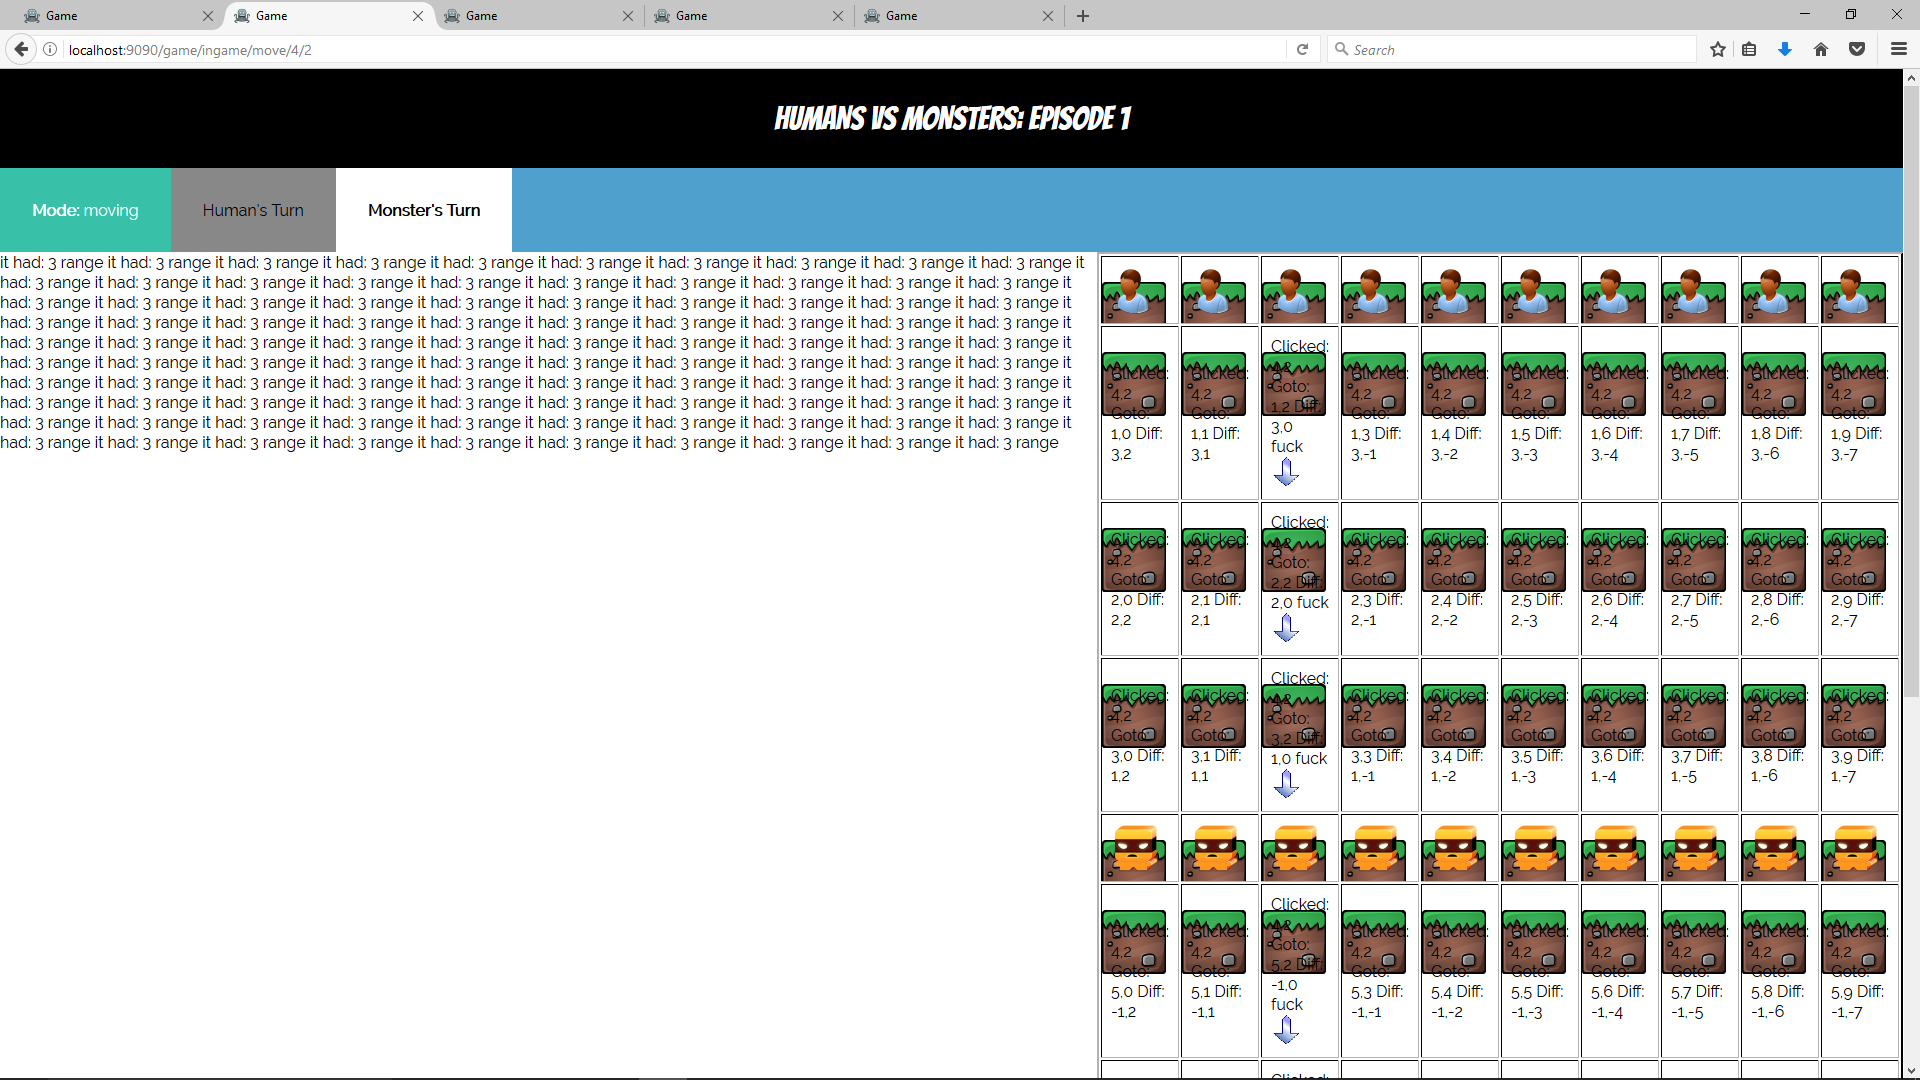 Game
Game
Game
Game
Game
localhost:9090/game/ingame/move/4/2
Search
HUMANS VS MONSTERS: EPISODE 1
Mode: moving
Human's Turn
Monster's Turn
it had: 3 range it had: 3 range it had: 3 range it had: 3 range it had: 3 range it had: 3 range it had: 3 range it had: 3 range it had: 3 range it had: 3 range it
had: 3 range it had: 3 range it had: 3 range it had: 3 range it had: 3 range it had: 3 range it had: 3 range it had: 3 range it had: 3 range it had: 3 range it
had: 3 range it had: 3 range it had: 3 range it had: 3 range it had: 3 range it had: 3 range it had: 3 range it had: 3 range it had: 3 range it had: 3 range it
had: 3 range it had: 3 range it had: 3 range it had: 3 range it had: 3 range it had: 3 range it had: 3 range it had: 3 range it had: 3 range it had: 3 range it
had: 3 range it had: 3 range it had: 3 range it had: 3 range it had: 3 range it had: 3 range it had: 3 range it had: 3 range it had: 3 range it had: 3 range it
had: 3 range it had: 3 range it had: 3 range it had: 3 range it had: 3 range it had: 3 range it had: 3 range it had: 3 range it had: 3 range it had: 3 range it
had: 3 range it had: 3 range it had: 3 range it had: 3 range it had: 3 range it had: 3 range it had: 3 range it had: 3 range it had: 3 range it had: 3 range it
had: 3 range it had: 3 range it had: 3 range it had: 3 range it had: 3 range it had: 3 range it had: 3 range it had: 3 range it had: 3 range it had: 3 range it
had: 3 range it had: 3 range it had: 3 range it had: 3 range it had: 3 range it had: 3 range it had: 3 range it had: 3 range it had: 3 range it had: 3 range it
had: 3 range it had: 3 range it had: 3 range it had: 3 range it had: 3 range it had: 3 range it had: 3 range it had: 3 range it had: 3 range it had: 3 range
Clicked:
4,2
Goto:
1,0 Diff:
3,2
Clicked:
4,2
Goto:
1,1 Diff:
3,1
Clicked:
4,2
Goto:
1,2 Diff:
3,0
fuck
Clicked:
4,2
Goto:
1,3 Diff:
3,-1
Clicked:
4,2
Goto:
1,4 Diff:
3,-2
Clicked:
4,2
Goto:
1,5 Diff:
3,-3
Clicked:
4,2
Goto:
1,6 Diff:
3,-4
Clicked:
4,2
Goto:
1,7 Diff:
3,-5
Clicked:
4,2
Goto:
1,8 Diff:
3,-6
Clicked:
4,2
Goto:
1,9 Diff:
3,-7
Clicked:
4,2
Goto:
2,0 Diff:
2,2
Clicked:
4,2
Goto:
2,1 Diff:
2,1
Clicked:
4,2
Goto:
2,2 Diff:
2,0 fuck
Clicked:
4,2
Goto:
2,3 Diff:
2,-1
Clicked:
4,2
Goto:
2,4 Diff:
2,-2
Clicked:
4,2
Goto:
2,5 Diff:
2,-3
Clicked:
4,2
Goto:
2,6 Diff:
2,-4
Clicked:
4,2
Goto:
2,7 Diff:
2,-5
Clicked:
4,2
Goto:
2,8 Diff:
2,-6
Clicked:
4,2
Goto:
2,9 Diff:
2,-7
Clicked:
4,2
Goto:
3,0 Diff:
1,2
Clicked:
4,2
Goto:
3,1 Diff:
1,1
Clicked:
4,2
Goto:
3,2 Diff:
1,0 fuck
Clicked:
4,2
Goto:
3,3 Diff:
1,-1
Clicked:
4,2
Goto:
3,4 Diff:
1,-2
Clicked:
4,2
Goto:
3,5 Diff:
1,-3
Clicked:
4,2
Goto:
3,6 Diff:
1,-4
Clicked:
4,2
Goto:
3,7 Diff:
1,-5
Clicked:
4,2
Goto:
3,8 Diff:
1,-6
Clicked:
4,2
Goto:
3,9 Diff:
1,-7
Clicked:
4,2
Goto:
5,0 Diff:
-1,2
Clicked:
4,2
Goto:
5,1 Diff:
-1,1
Clicked:
4,2
Goto:
5,2 Diff:
-1,0
fuck
Clicked:
4,2
Goto:
5,3 Diff:
-1,-1
Clicked:
4,2
Goto:
5,4 Diff:
-1,-2
Clicked:
4,2
Goto:
5,5 Diff:
-1,-3
Clicked:
4,2
Goto:
5,6 Diff:
-1,-4
Clicked:
4,2
Goto:
5,7 Diff:
-1,-5
Clicked:
4,2
Goto:
5,8 Diff:
-1,-6
Clicked:
4,2
Goto:
5,9 Diff:
-1,-7